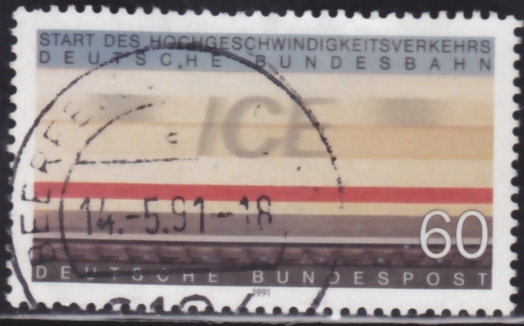 START DES HOCHGESCHWINDIGKEITSVERKEHRS
DEUTSCHE BUNDESBAHN
ICE
14.-5.91-18
60
DEUTSCHE BUNDESPOST
1991